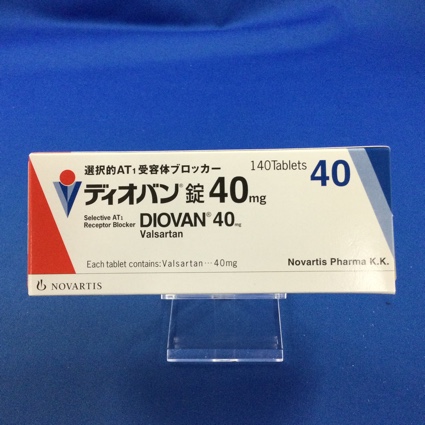 選択的AT1受容体ブロッカー
140Tablets
40
ディオバン®錠40mg
Selective AT1
Receptor Blocker
DIOVAN®40mg
Valsartan
Each tablet contains: Valsartan…40mg
Novartis Pharma K.K.
NOVARTIS